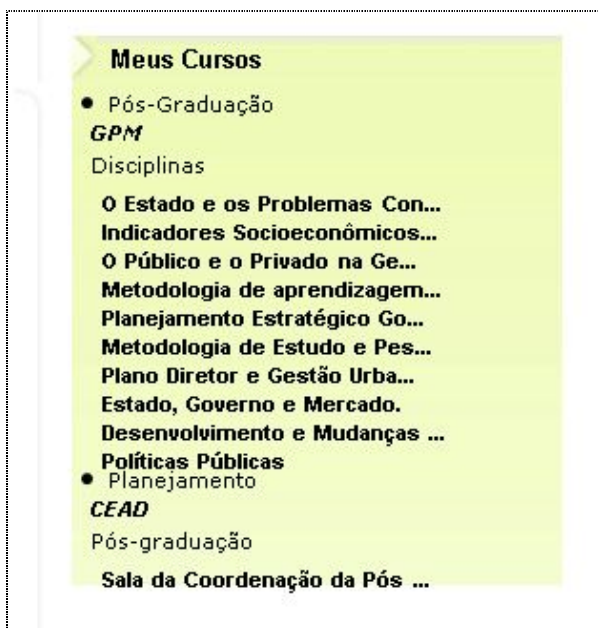 Meus Cursos
Pós-Graduação
GPM
Disciplinas
O Estado e os Problemas Con...
Indicadores Socioeconômicos...
O Público e o Privado na Ge...
Metodologia de aprendizagem...
Planejamento Estratégico Go...
Metodologia de Estudo e Pes...
Plano Diretor e Gestão Urba...
Estado, Governo e Mercado.
Desenvolvimento e Mudanças ...
Políticas Públicas
Planejamento
CEAD
Pós-graduação
Sala da Coordenação da Pós ...